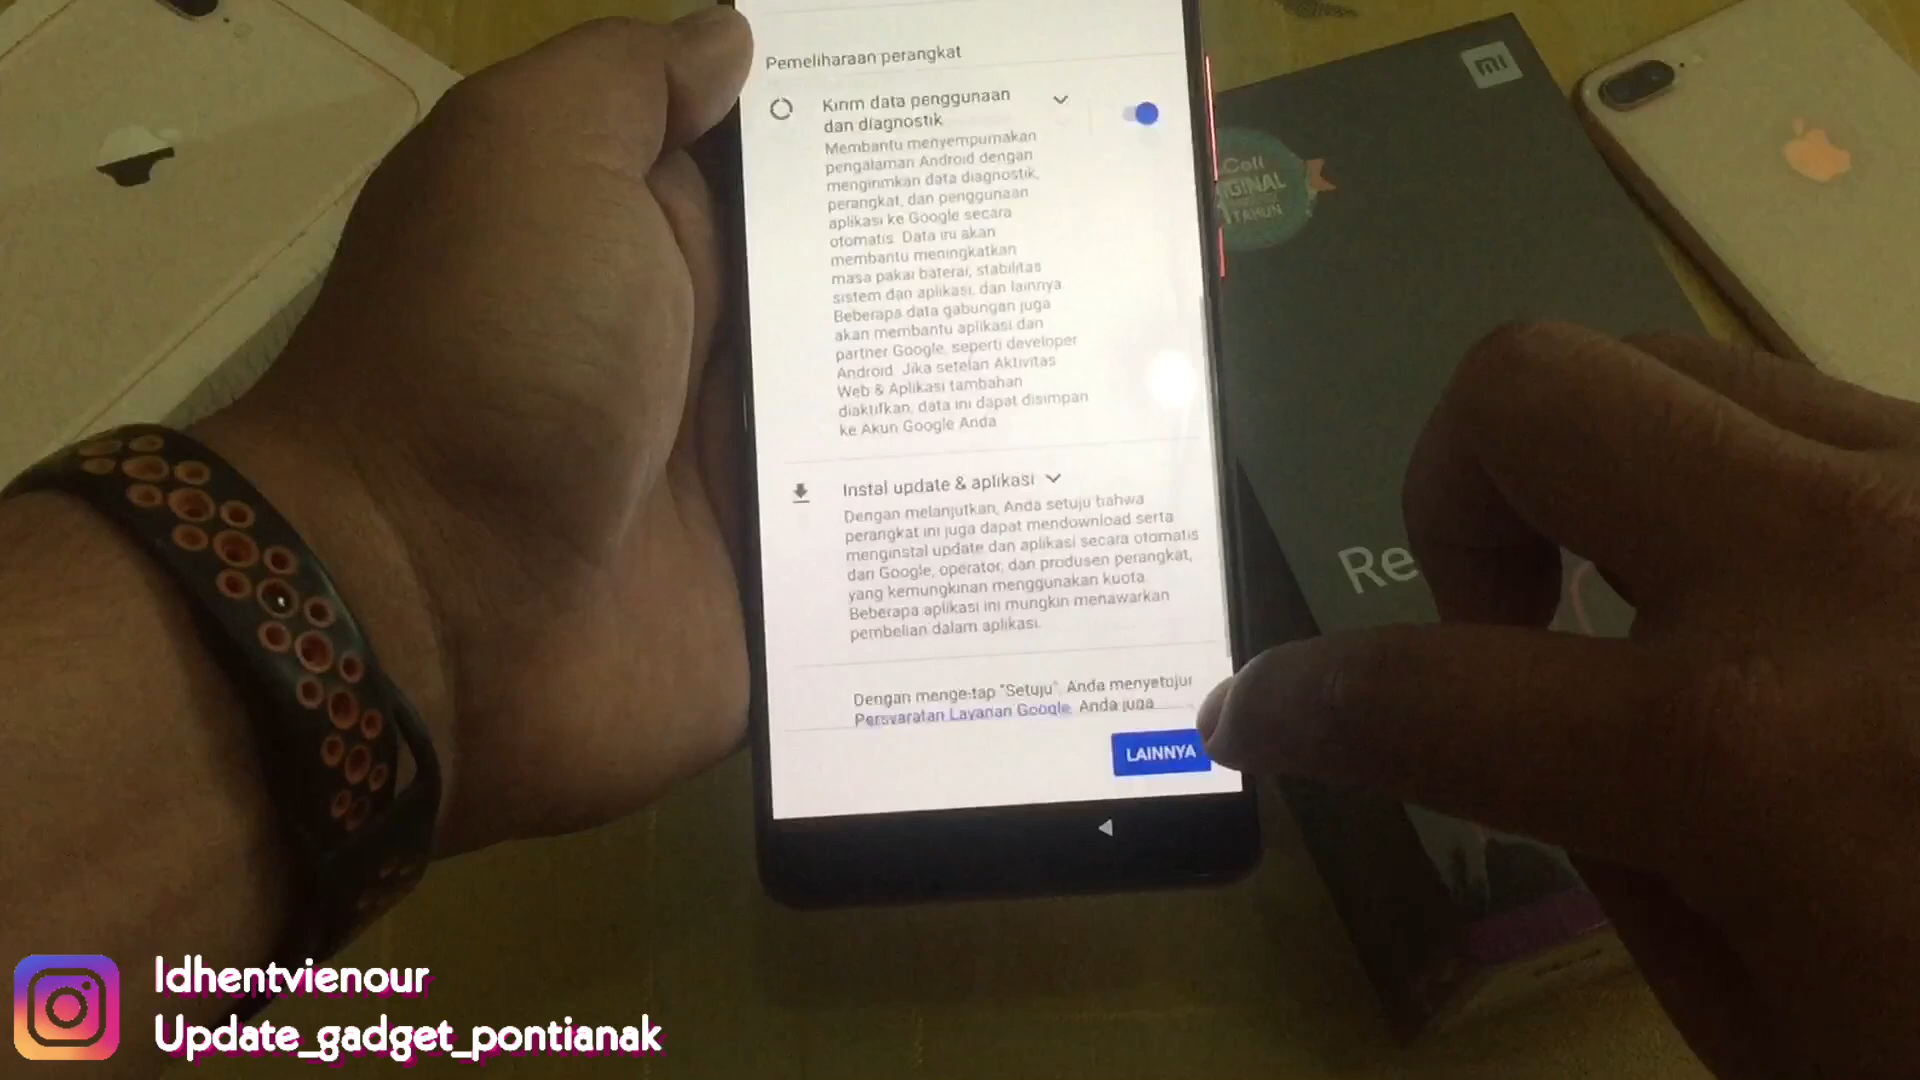 Pemeliharaan perangkat
Kirim data penggunaan
dan diagnostik
Membantu menyempurnakan
pengalaman Android dengan
mengirimkan data diagnostik,
perangkat, dan penggunaan
aplikasi ke Google secara
otomatis. Data ini akan
membantu meningkatkan
masa pakai baterai, stabilitas
sistem dan aplikasi, dan lainnya.
Beberapa data gabungan juga
akan membantu aplikasi dan
partner Google, seperti developer
Android. Jika setelan Aktivitas
Web & Aplikasi tambahan
diaktifkan, data ini dapat disimpan
ke Akun Google Anda
Instal update & aplikasi
Dengan melanjutkan, Anda setuju bahwa
perangkat ini juga dapat mendownload serta
menginstal update dan aplikasi secara otomatis
dari Google, operator, dan produsen perangkat,
yang kemungkinan menggunakan kuota.
Beberapa aplikasi ini mungkin menawarkan
pembelian dalam aplikasi.
Dengan menge-tap "Setuju", Anda menyetujui
Persyaratan Layanan Google. Anda juga
LAINNYA
mi
Cell
GINAL
1 TAHUN
Re
Idhentvienour
Update_gadget_pontianak